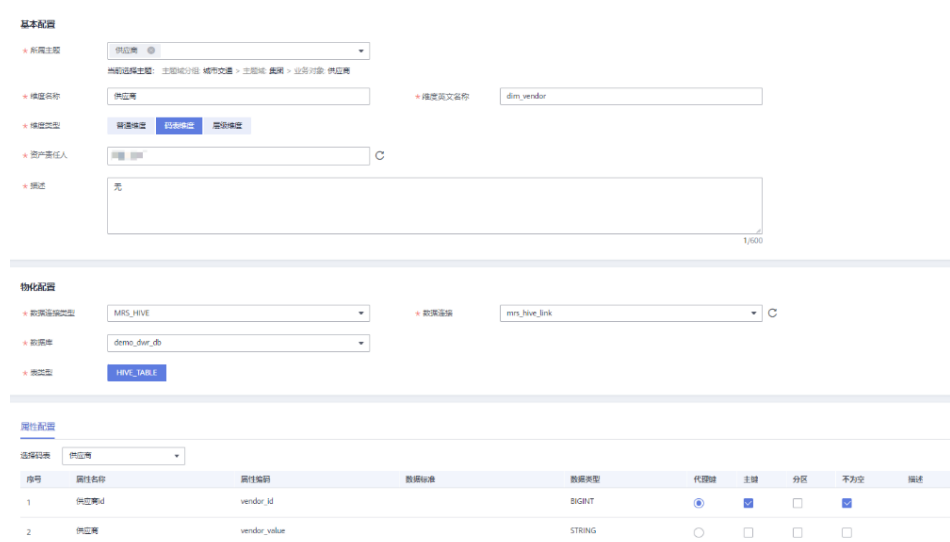 基本配置
* 所属主题 供应商
当前选择主题: 主题域分组: 城市交通 > 主题域: 集团 > 业务对象: 供应商
* 维度名称 供应商 * 维度英文名称 dim_vendor
* 维度类型 普通维度 码表维度 层级维度
* 资产责任人
* 描述 无
1/600
物化配置
* 数据连接类型 MRS_HIVE * 数据连接 mrs_hive_link
* 数据库 demo_dwr_db
* 表类型 HIVE_TABLE
属性配置
选择码表 供应商
序号 属性名称 属性编码 数据标准 数据类型 代理键 主键 分区 不为空 描述
1 供应商id vendor_id BIGINT
2 供应商 vendor_value STRING